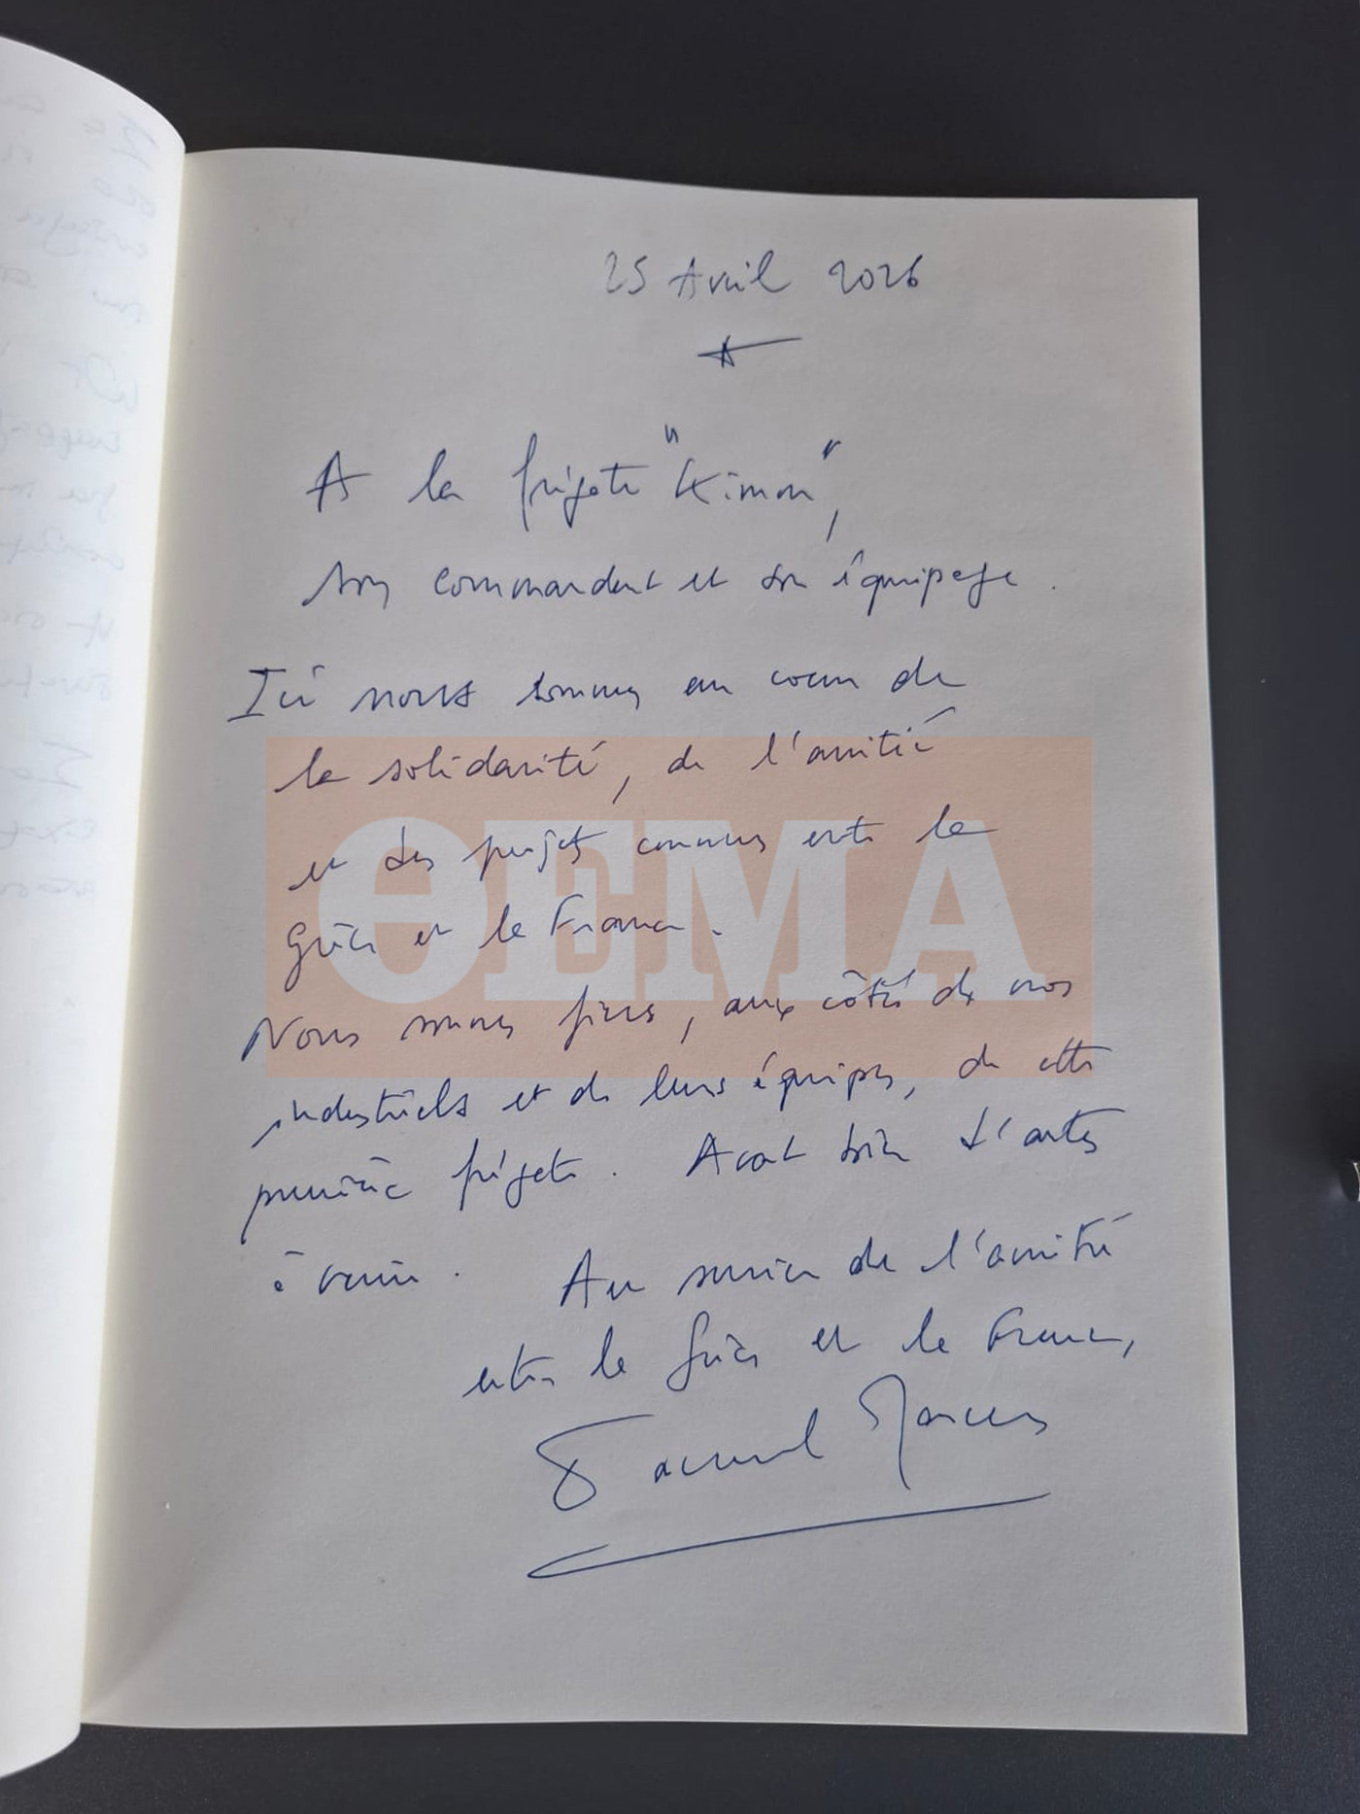 25 Avril 2026
A la frégate "Kimon",
son commandant et son équipage.
Ici nous sommes au cœur de
la solidarité, de l'amitié
et des projets communs entre la
Grèce et la France.
Nous sommes fiers, aux côtés de nos
industriels et de leurs équipes, de cette
première frégate. Avant bien d'autres
à venir. Au service de l'amitié
entre la Grèce et la France,
Emmanuel Macron
ΘΕΜΑ